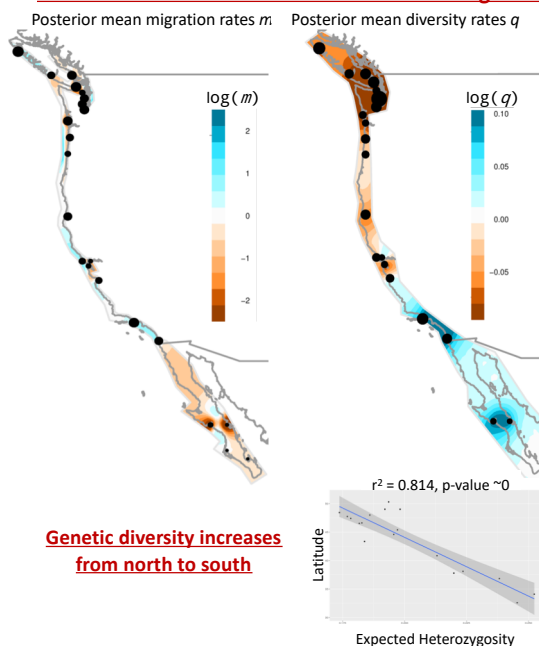 Posterior mean migration rates m
Posterior mean diversity rates q
log(m)
2
1
0
-1
-2
log(q)
0.10
0.05
0.00
-0.05
r² = 0.814, p-value ~0
Latitude
Expected Heterozygosity
Genetic diversity increases
from north to south